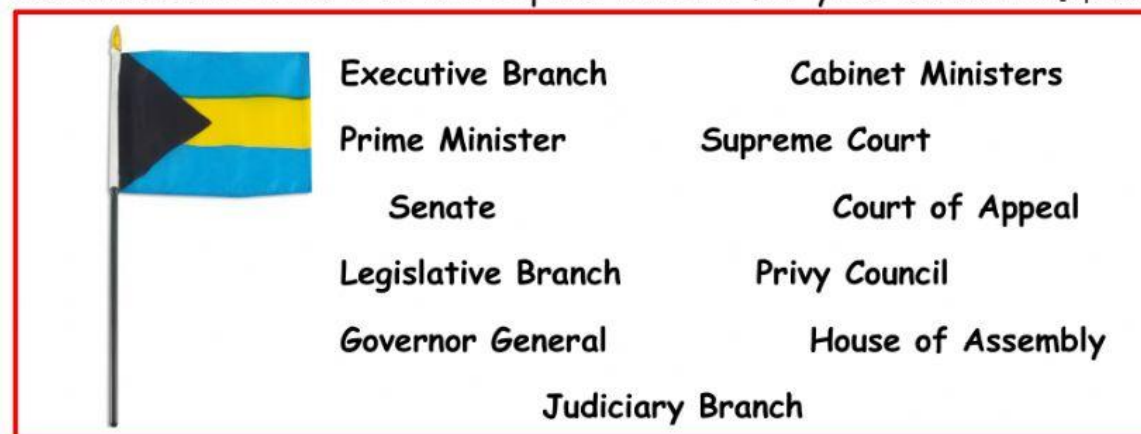 Executive Branch Cabinet Ministers
Prime Minister Supreme Court
Senate Court of Appeal
Legislative Branch Privy Council
Governor General House of Assembly
Judiciary Branch